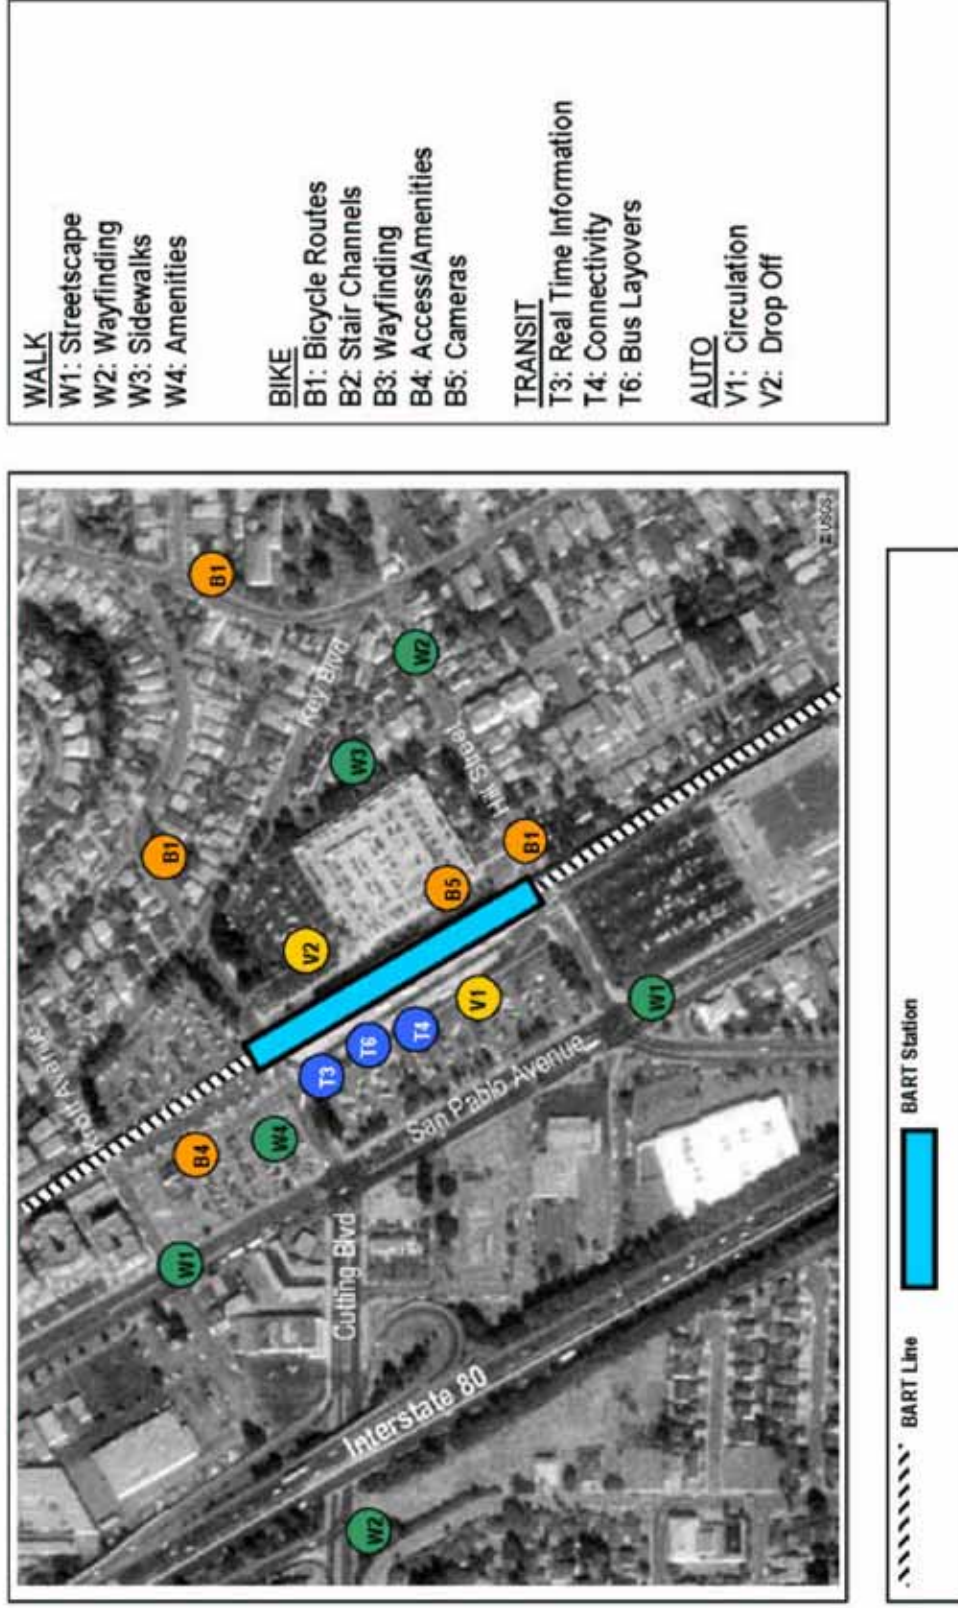 WALK
W1: Streetscape
W2: Wayfinding
W3: Sidewalks
W4: Amenities
BIKE
B1: Bicycle Routes
B2: Stair Channels
B3: Wayfinding
B4: Access/Amenities
B5: Cameras
TRANSIT
T3: Real Time Information
T4: Connectivity
T6: Bus Layovers
AUTO
V1: Circulation
V2: Drop Off
W2
Interstate 80
Cutting Blvd
W1
B4
W4
San Pablo Avenue
T3
T6
T4
V1
W1
Avenue
V2
B5
B1
B1
W3
Hill Street
Key Blvd
W2
B1
USGS
BART Line
BART Station